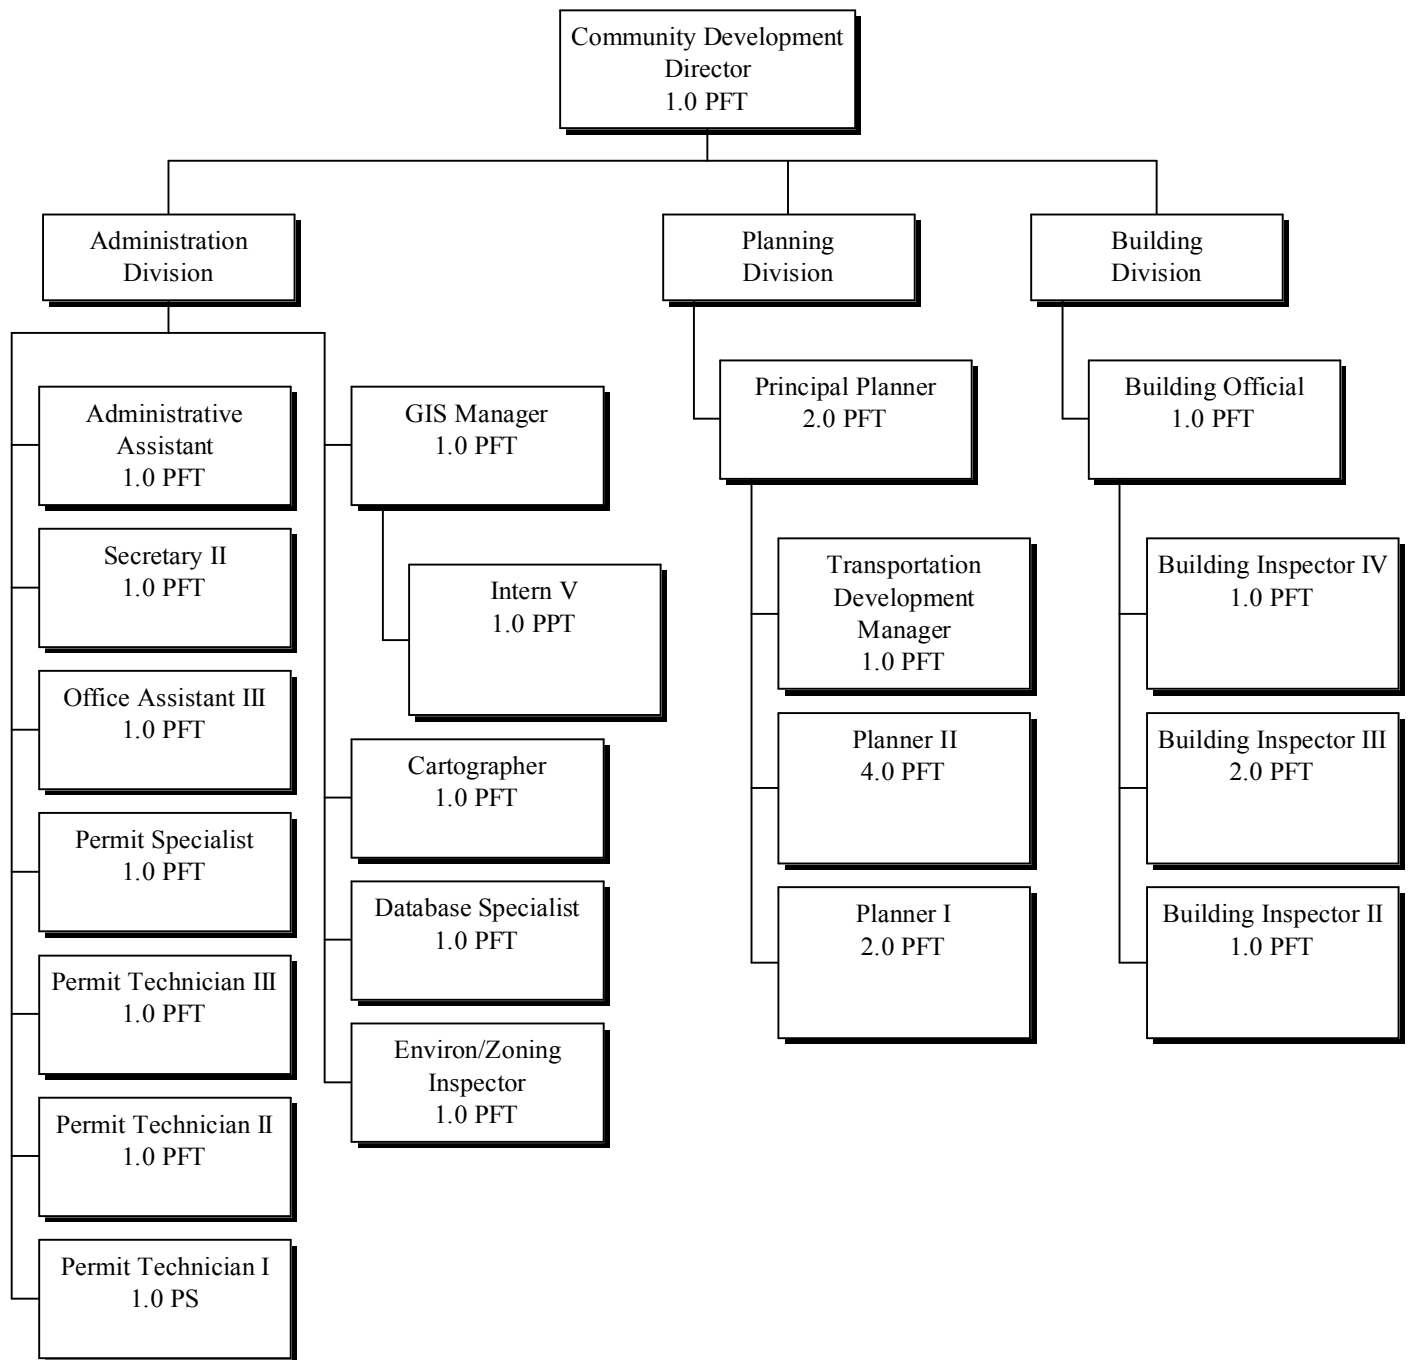 Community Development
Director
1.0 PFT
Administration
Division
Planning
Division
Building
Division
Administrative
Assistant
1.0 PFT
Secretary II
1.0 PFT
Office Assistant III
1.0 PFT
Permit Specialist
1.0 PFT
Permit Technician III
1.0 PFT
Permit Technician II
1.0 PFT
Permit Technician I
1.0 PS
GIS Manager
1.0 PFT
Intern V
1.0 PPT
Cartographer
1.0 PFT
Database Specialist
1.0 PFT
Environ/Zoning
Inspector
1.0 PFT
Principal Planner
2.0 PFT
Transportation
Development
Manager
1.0 PFT
Planner II
4.0 PFT
Planner I
2.0 PFT
Building Official
1.0 PFT
Building Inspector IV
1.0 PFT
Building Inspector III
2.0 PFT
Building Inspector II
1.0 PFT